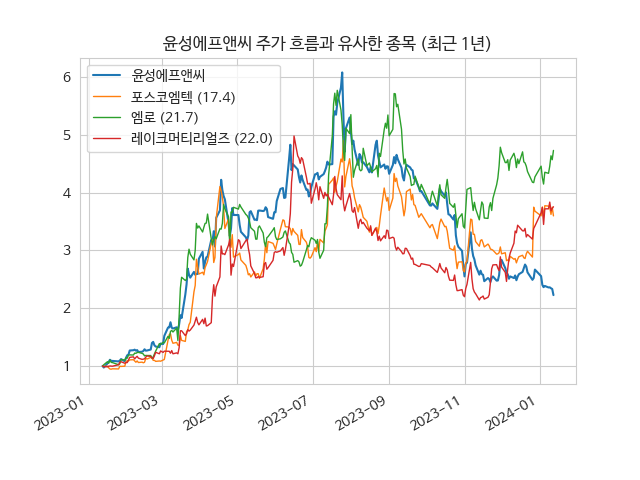 윤성에프앤씨 주가 흐름과 유사한 종목 (최근 1년)
윤성에프앤씨
포스코엠텍 (17.4)
엠로 (21.7)
레이크머티리얼즈 (22.0)
6
5
4
3
2
1
2023-01
2023-03
2023-05
2023-07
2023-09
2023-11
2024-01